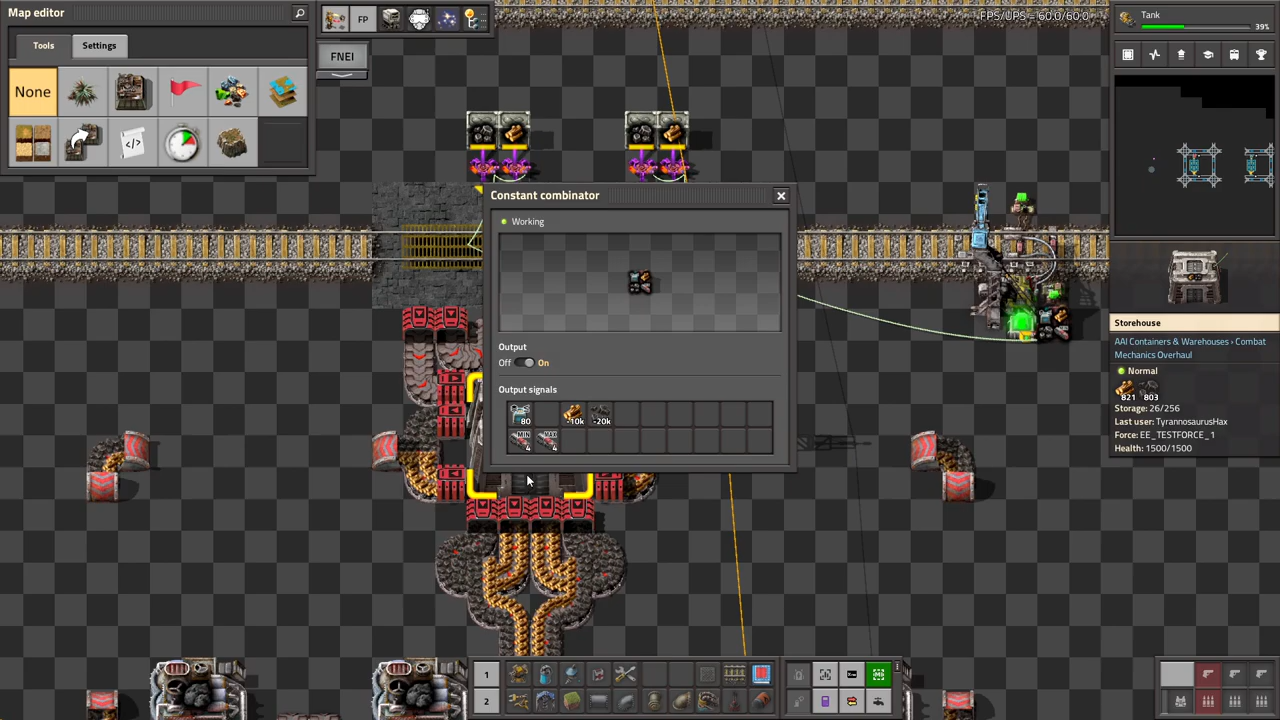 Map editor
Tools
Settings
None
</>
FP
FNEI
FPS/UPS = 60.0/60.0
Tank
39%
Constant combinator
Working
Output
Off
On
Output signals
80
-10k
-20k
MIN
4
MAX
4
Storehouse
AAI Containers & Warehouses › Combat
Mechanics Overhaul
Normal
821
803
Storage: 26/256
Last user: TyrannosaurusHax
Force: EE_TESTFORCE_1
Health: 1500/1500
1
2